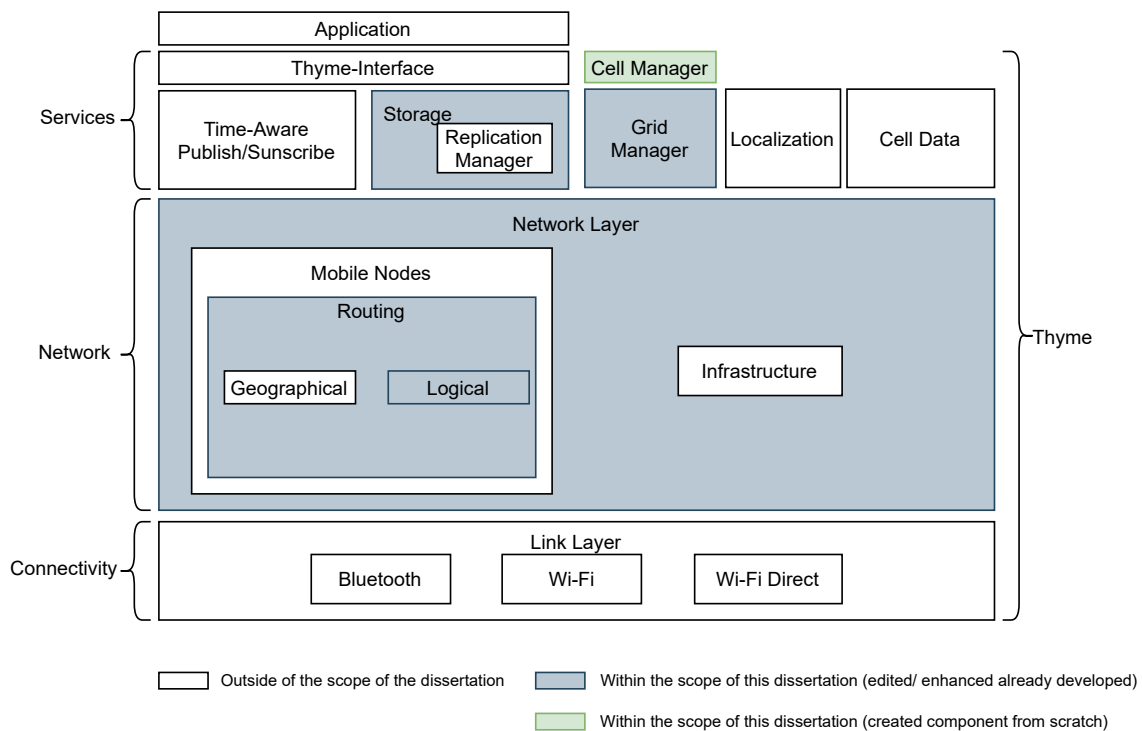 Application
Thyme-Interface
Cell Manager
Services
Time-Aware
Publish/Sunscribe
Storage
Replication
Manager
Grid
Manager
Localization
Cell Data
Network Layer
Mobile Nodes
Routing
Geographical
Logical
Infrastructure
Network
Thyme
Link Layer
Connectivity
Bluetooth
Wi-Fi
Wi-Fi Direct
Outside of the scope of the dissertation
Within the scope of this dissertation (edited/ enhanced already developed)
Within the scope of this dissertation (created component from scratch)